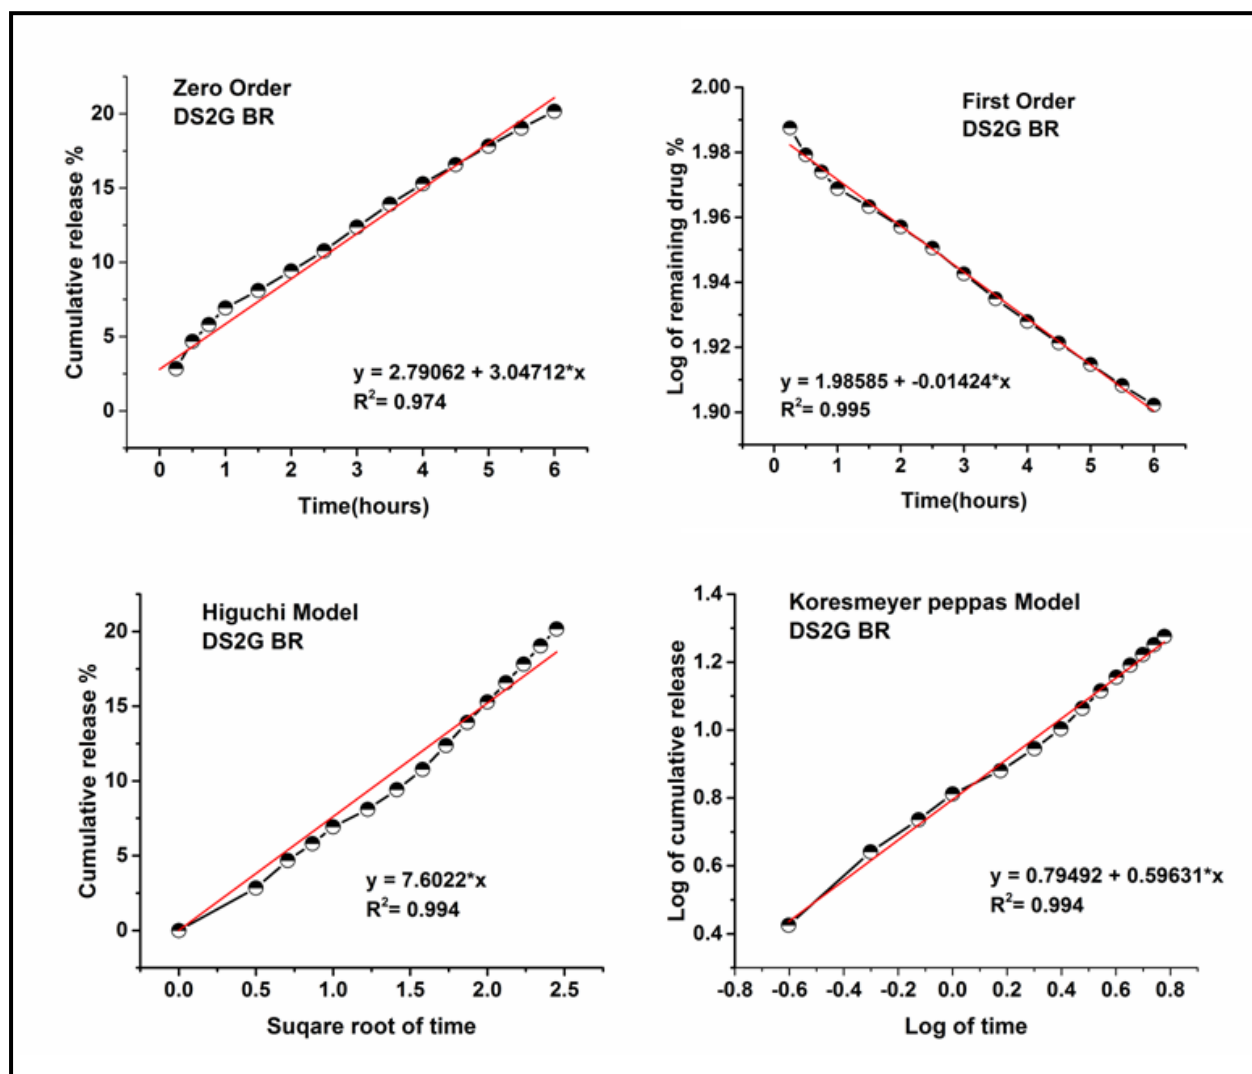 Zero Order
DS2G BR
Cumulative release %
20
15
10
5
0
y = 2.79062 + 3.04712*x
R²= 0.974
0 1 2 3 4 5 6
Time(hours)
First Order
DS2G BR
Log of remaining drug %
2.00
1.98
1.96
1.94
1.92
1.90
y = 1.98585 + -0.01424*x
R²= 0.995
0 1 2 3 4 5 6
Time(hours)
Higuchi Model
DS2G BR
Cumulative release %
20
15
10
5
0
y = 7.6022*x
R²= 0.994
0.0 0.5 1.0 1.5 2.0 2.5
Suqare root of time
Koresmeyer peppas Model
DS2G BR
Log of cumulative release
1.4
1.2
1.0
0.8
0.6
0.4
y = 0.79492 + 0.59631*x
R²= 0.994
-0.8 -0.6 -0.4 -0.2 0.0 0.2 0.4 0.6 0.8
Log of time